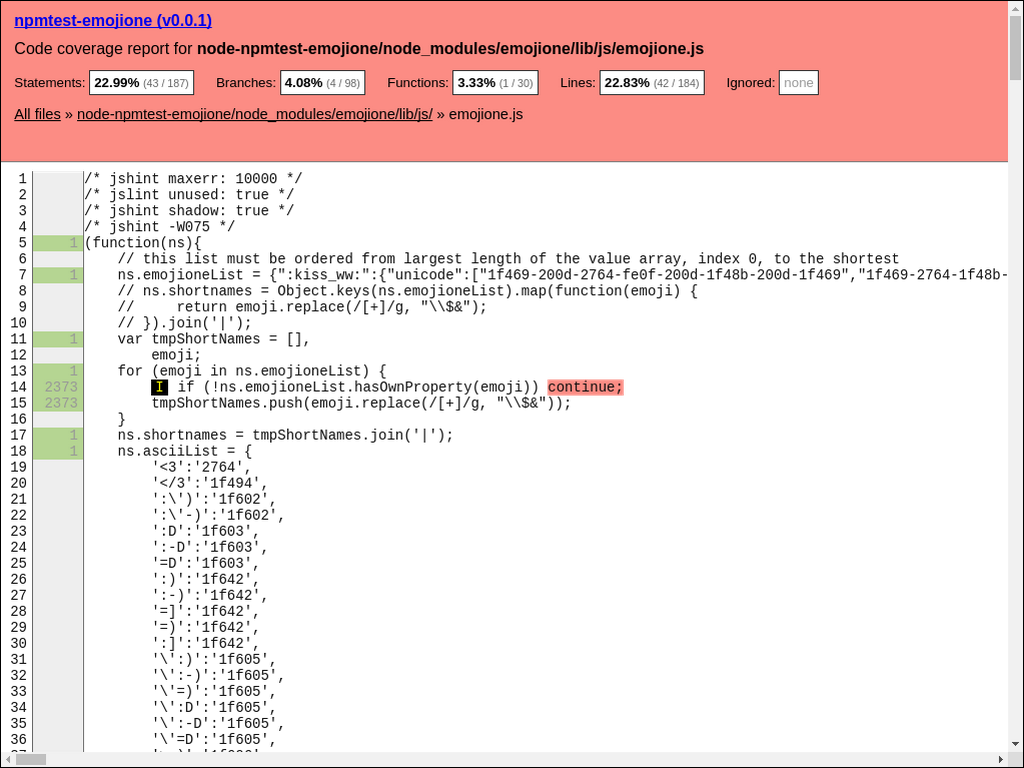 npmtest-emojione (v0.0.1)
Code coverage report for node-npmtest-emojione/node_modules/emojione/lib/js/emojione.js
Statements: 22.99% (43 / 187) Branches: 4.08% (4 / 98) Functions: 3.33% (1 / 30) Lines: 22.83% (42 / 184) Ignored: none
All files » node-npmtest-emojione/node_modules/emojione/lib/js/ » emojione.js
1 /* jshint maxerr: 10000 */
2 /* jslint unused: true */
3 /* jshint shadow: true */
4 /* jshint -W075 */
5 1 (function(ns){
6 // this list must be ordered from largest length of the value array, index 0, to the shortest
7 1 ns.emojioneList = {":kiss_ww:":{"unicode":["1f469-200d-2764-fe0f-200d-1f48b-200d-1f469","1f469-2764-1f48b-
8 // ns.shortnames = Object.keys(ns.emojioneList).map(function(emoji) {
9 //     return emoji.replace(/[+]/g, "\\$&");
10 // }).join('|');
11 1 var tmpShortNames = [],
12 emoji;
13 1 for (emoji in ns.emojioneList) {
14 2373 I if (!ns.emojioneList.hasOwnProperty(emoji)) continue;
15 2373 tmpShortNames.push(emoji.replace(/[+]/g, "\\$&"));
16 }
17 1 ns.shortnames = tmpShortNames.join('|');
18 1 ns.asciiList = {
19 '<3':'2764',
20 '</3':'1f494',
21 ':\')':'1f602',
22 ':\'-)':'1f602',
23 ':D':'1f603',
24 ':-D':'1f603',
25 '=D':'1f603',
26 ':)':'1f642',
27 ':-)':'1f642',
28 '=]':'1f642',
29 '=)':'1f642',
30 ':]':'1f642',
31 '\':)':'1f605',
32 '\':-)':'1f605',
33 '\'=)':'1f605',
34 '\':D':'1f605',
35 '\':-D':'1f605',
36 '\'=D':'1f605',